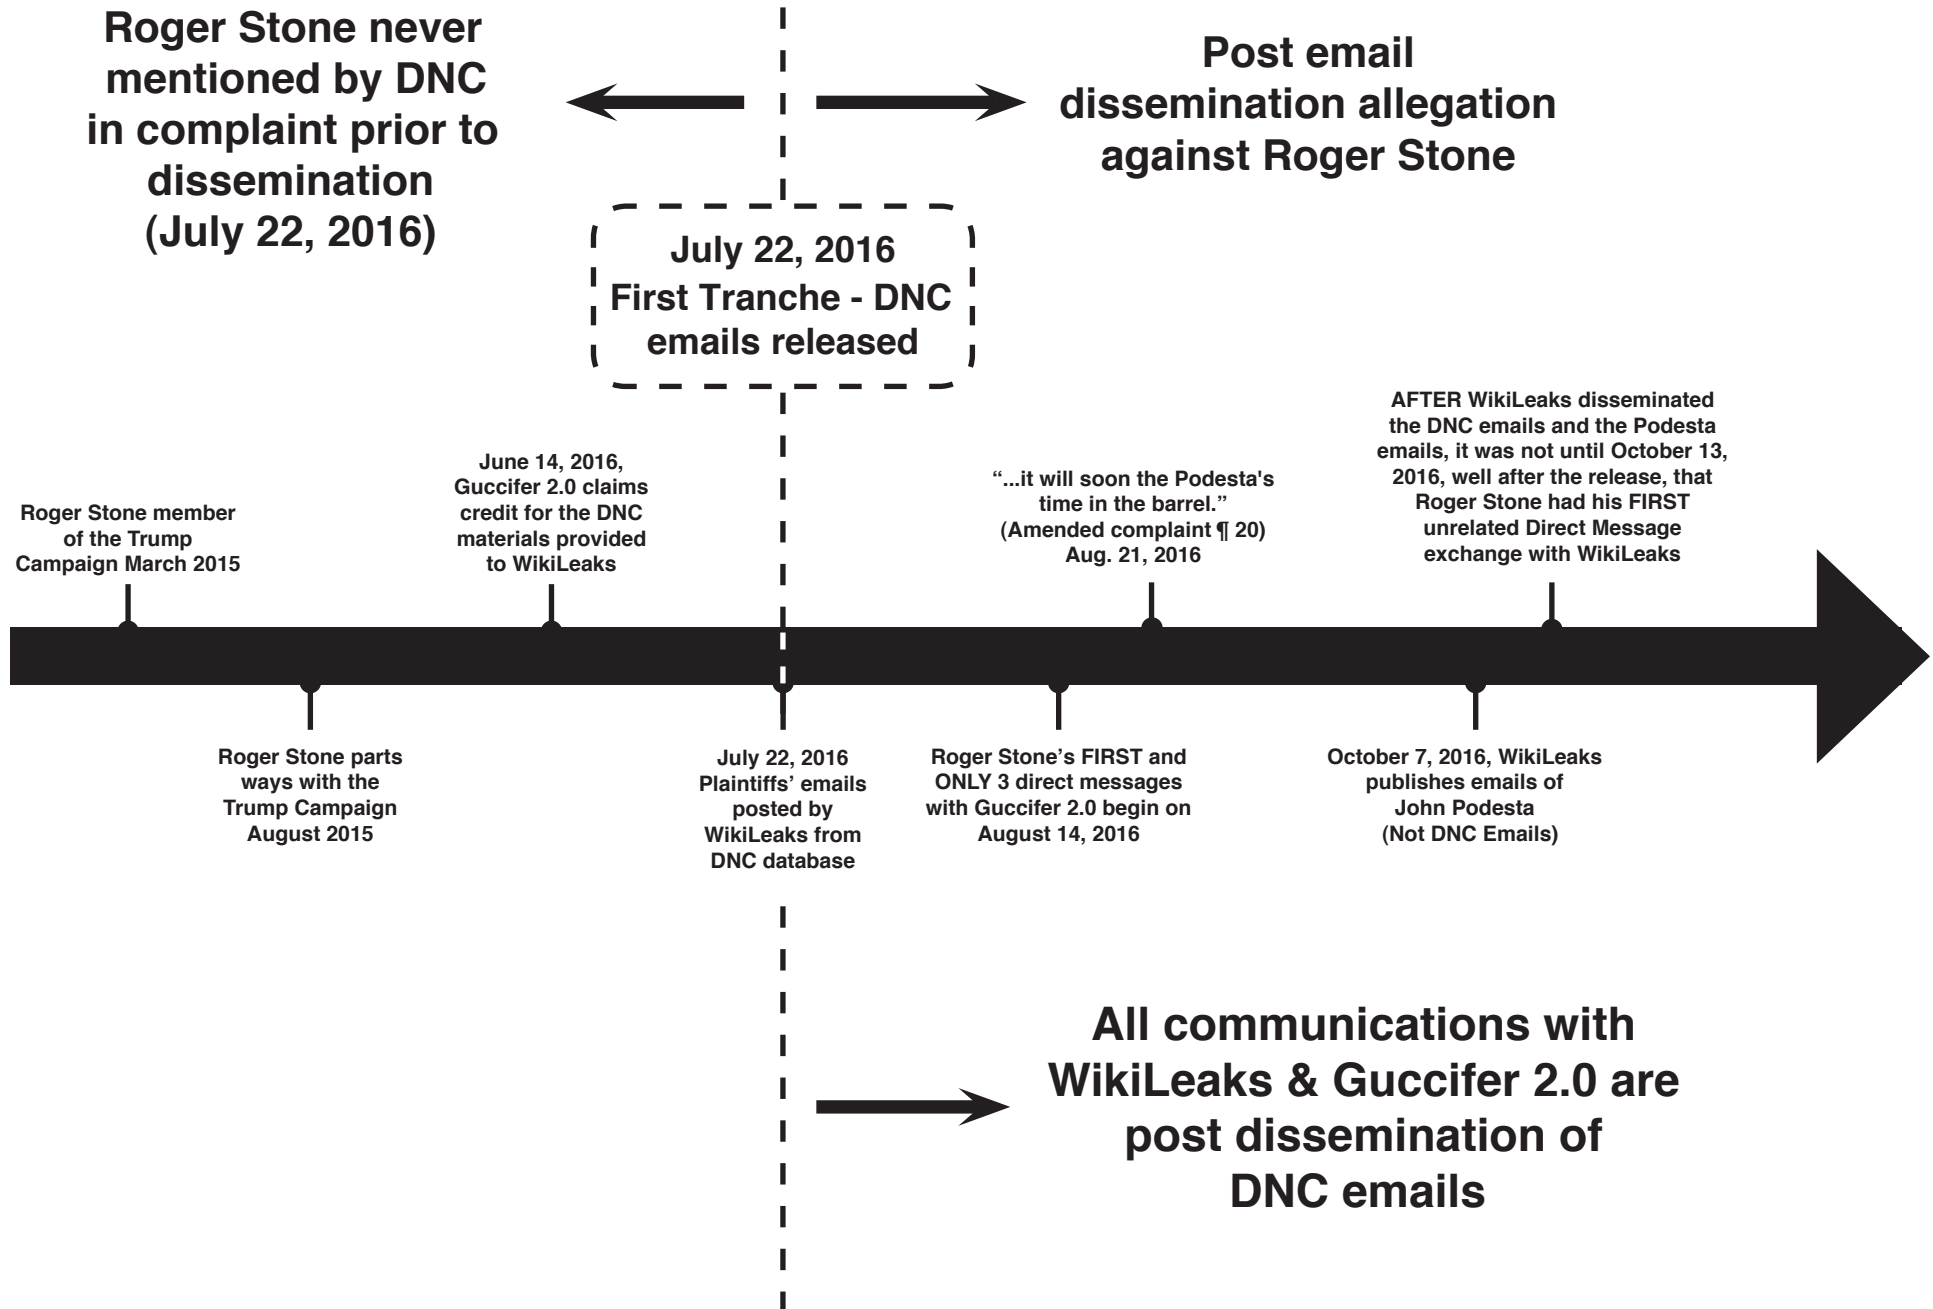 Roger Stone never
mentioned by DNC
in complaint prior to
dissemination
(July 22, 2016)
Post email
dissemination allegation
against Roger Stone
July 22, 2016
First Tranche - DNC
emails released
Roger Stone member
of the Trump
Campaign March 2015
June 14, 2016,
Guccifer 2.0 claims
credit for the DNC
materials provided
to WikiLeaks
“...it will soon the Podesta's
time in the barrel.”
(Amended complaint ¶ 20)
Aug. 21, 2016
AFTER WikiLeaks disseminated
the DNC emails and the Podesta
emails, it was not until October 13,
2016, well after the release, that
Roger Stone had his FIRST
unrelated Direct Message
exchange with WikiLeaks
Roger Stone parts
ways with the
Trump Campaign
August 2015
July 22, 2016
Plaintiffs’ emails
posted by
WikiLeaks from
DNC database
Roger Stone’s FIRST and
ONLY 3 direct messages
with Guccifer 2.0 begin on
August 14, 2016
October 7, 2016, WikiLeaks
publishes emails of
John Podesta
(Not DNC Emails)
All communications with
WikiLeaks & Guccifer 2.0 are
post dissemination of
DNC emails